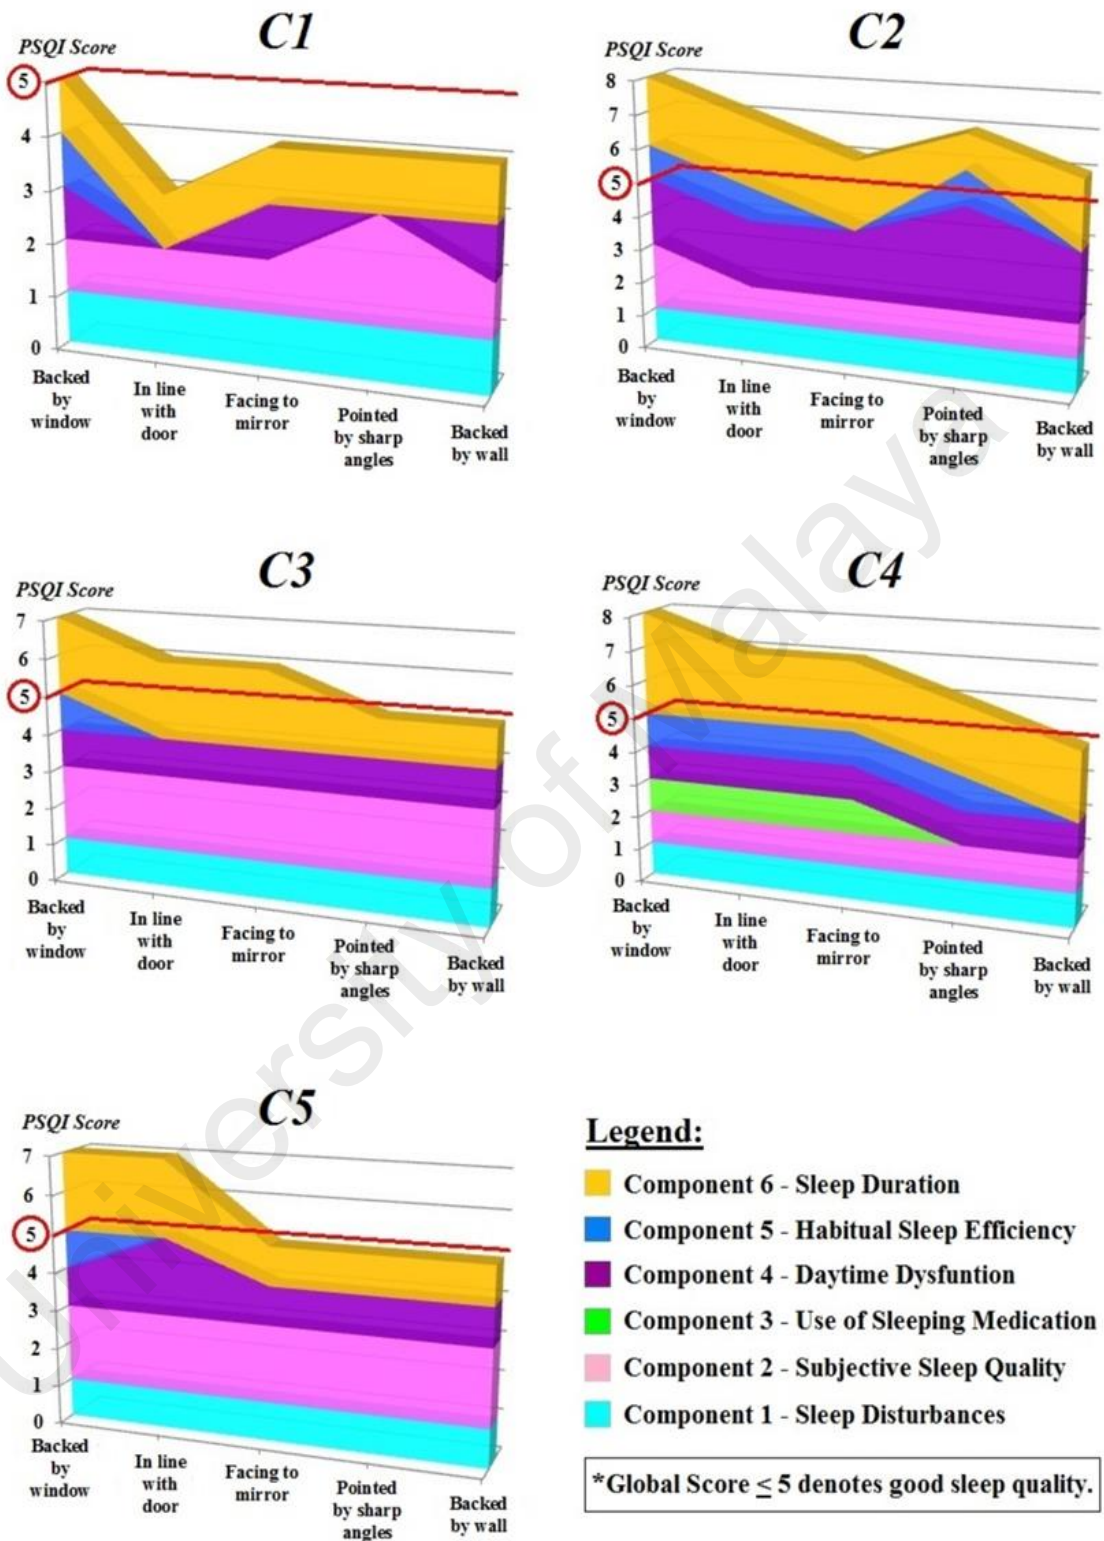 C1
PSQI Score
5
4
3
2
1
0
Backed
by
window
In line
with
door
Facing to
mirror
Pointed
by sharp
angles
Backed
by wall
C2
PSQI Score
8
7
6
5
4
3
2
1
0
Backed
by
window
In line
with
door
Facing to
mirror
Pointed
by sharp
angles
Backed
by wall
C3
PSQI Score
7
6
5
4
3
2
1
0
Backed
by
window
In line
with
door
Facing to
mirror
Pointed
by sharp
angles
Backed
by wall
C4
PSQI Score
8
7
6
5
4
3
2
1
0
Backed
by
window
In line
with
door
Facing to
mirror
Pointed
by sharp
angles
Backed
by wall
C5
PSQI Score
7
6
5
4
3
2
1
0
Backed
by
window
In line
with
door
Facing to
mirror
Pointed
by sharp
angles
Backed
by wall
Legend:
Component 6 - Sleep Duration
Component 5 - Habitual Sleep Efficiency
Component 4 - Daytime Dysfuntion
Component 3 - Use of Sleeping Medication
Component 2 - Subjective Sleep Quality
Component 1 - Sleep Disturbances
*Global Score ≤ 5 denotes good sleep quality.
University of Malaya